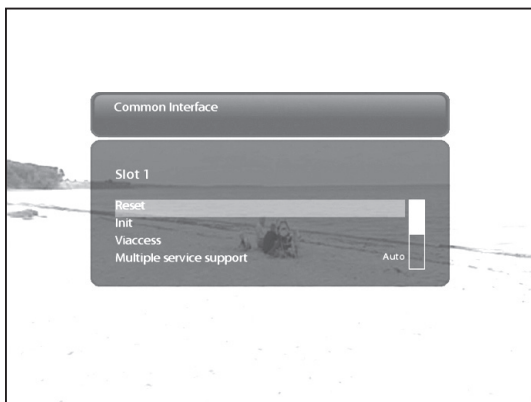 Common Interface
Slot 1
Reset
Init
Viaccess
Multiple service support Auto